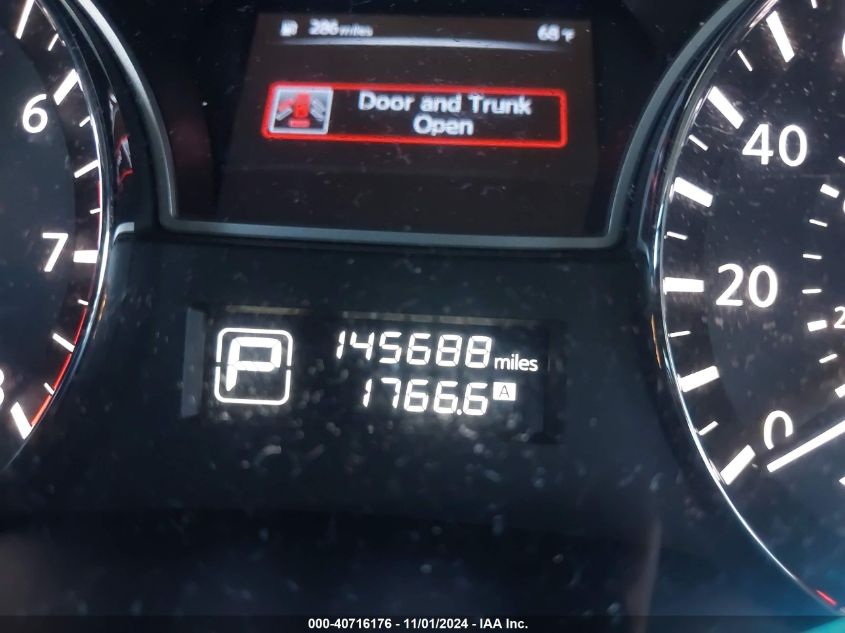 286 miles 68°F
Door and Trunk
Open
6
7
40
20
0
P
145688 miles
1766.6 A
000-40716176 - 11/01/2024 - IAA Inc.